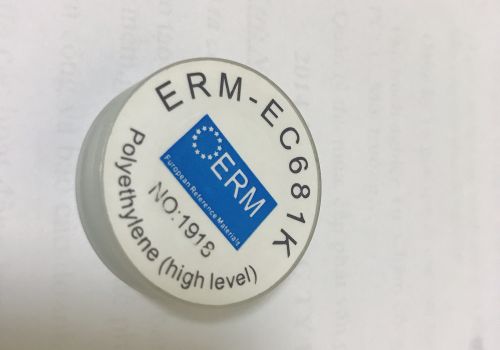 ERM-EC681K
ERM
European Reference Materials
NO:1918
Polyethylene (high level)